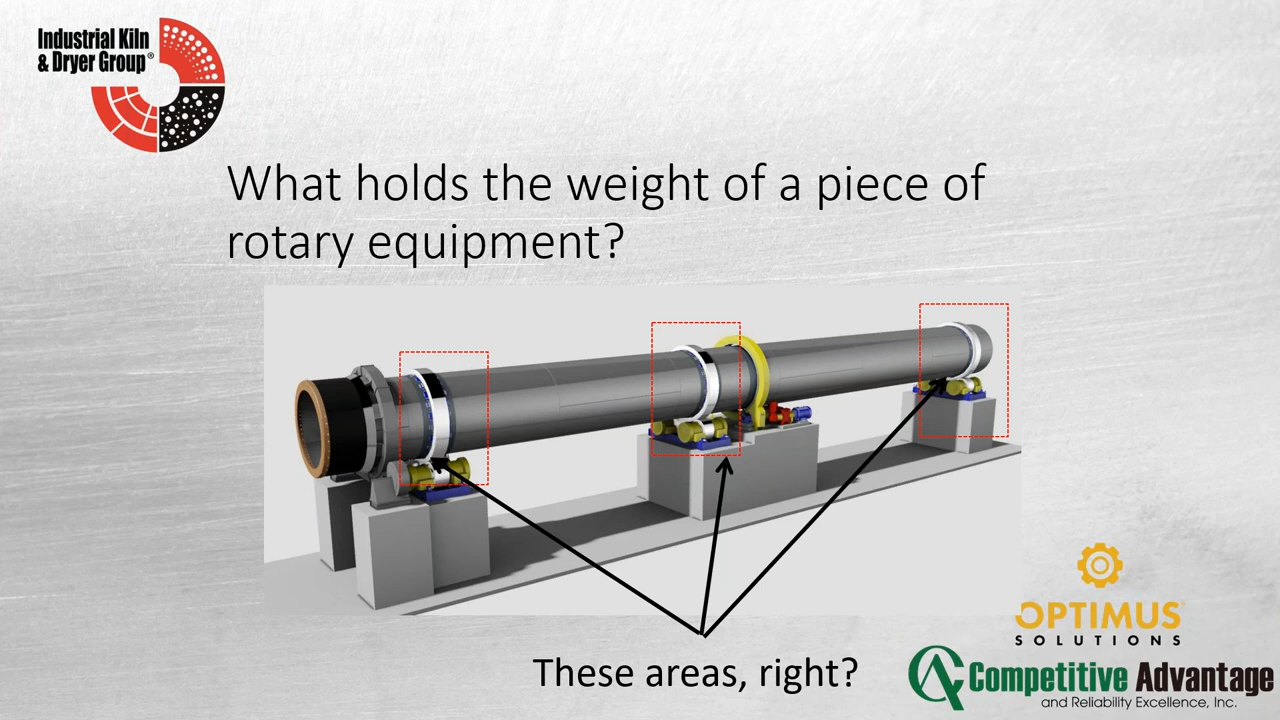 Industrial Kiln
& Dryer Group®
What holds the weight of a piece of
rotary equipment?
These areas, right?
OPTIMUS
SOLUTIONS
CA Competitive Advantage
and Reliability Excellence, Inc.